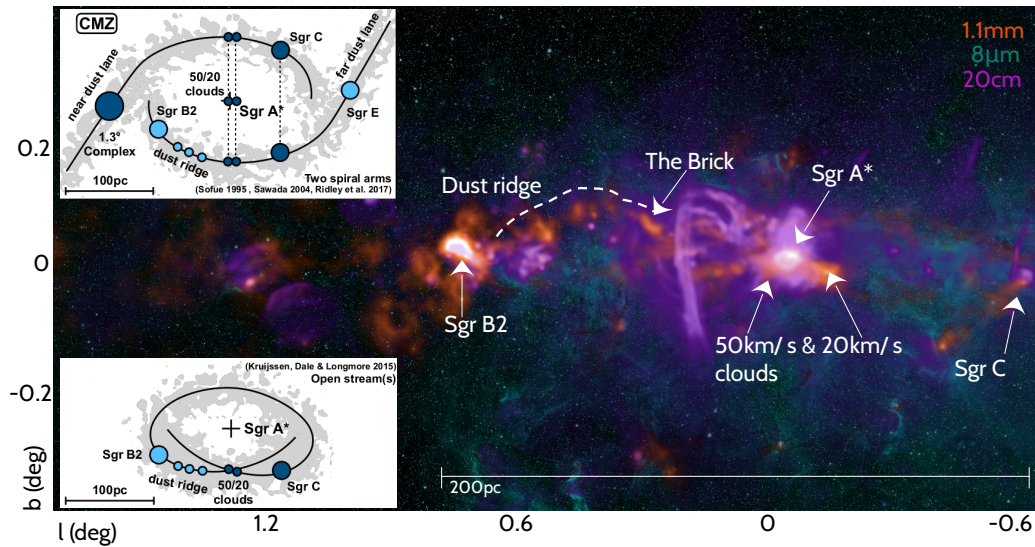 CMZ
near dust lane
Sgr C
far dust lane
50/20
clouds
Sgr A*
Sgr B2
Sgr E
1.3°
Complex
dust ridge
100pc
Two spiral arms
(Sofue 1995 , Sawada 2004, Ridley et al. 2017)
1.1mm
8μm
20cm
The Brick
Dust ridge
Sgr A*
Sgr B2
50km/ s & 20km/ s
clouds
Sgr C
200pc
(Kruijssen, Dale & Longmore 2015)
Open stream(s)
Sgr A*
Sgr B2
dust ridge
50/20
clouds
Sgr C
100pc
0.2
0
-0.2
b (deg)
l (deg)
1.2
0.6
0
-0.6